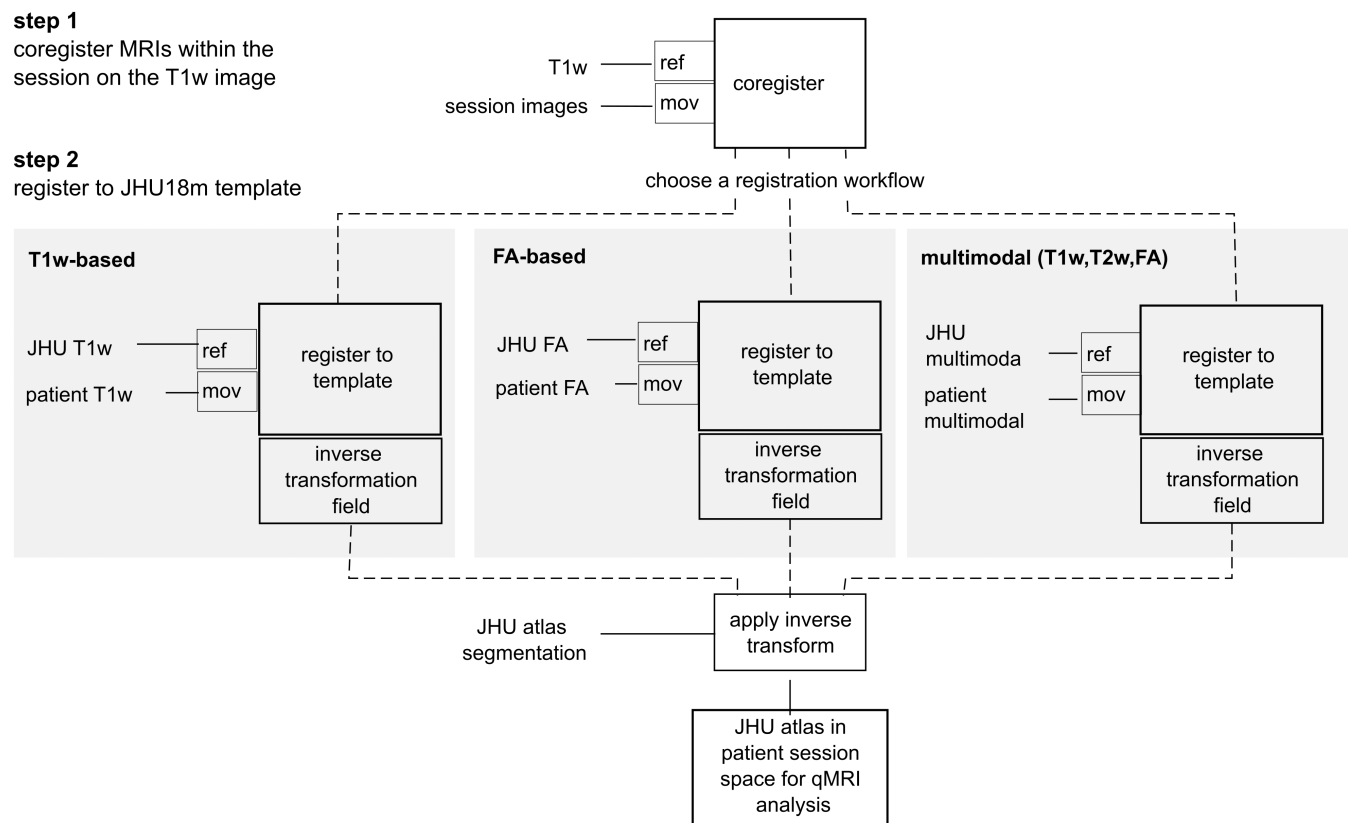 step 1
coregister MRIs within the
session on the T1w image
T1w
ref
session images
mov
coregister
step 2
register to JHU18m template
choose a registration workflow
T1w-based
JHU T1w
ref
patient T1w
mov
register to
template
inverse
transformation
field
FA-based
JHU FA
ref
patient FA
mov
register to
template
inverse
transformation
field
multimodal (T1w,T2w,FA)
JHU
multimoda
ref
patient
multimodal
mov
register to
template
inverse
transformation
field
JHU atlas
segmentation
apply inverse
transform
JHU atlas in
patient session
space for qMRI
analysis